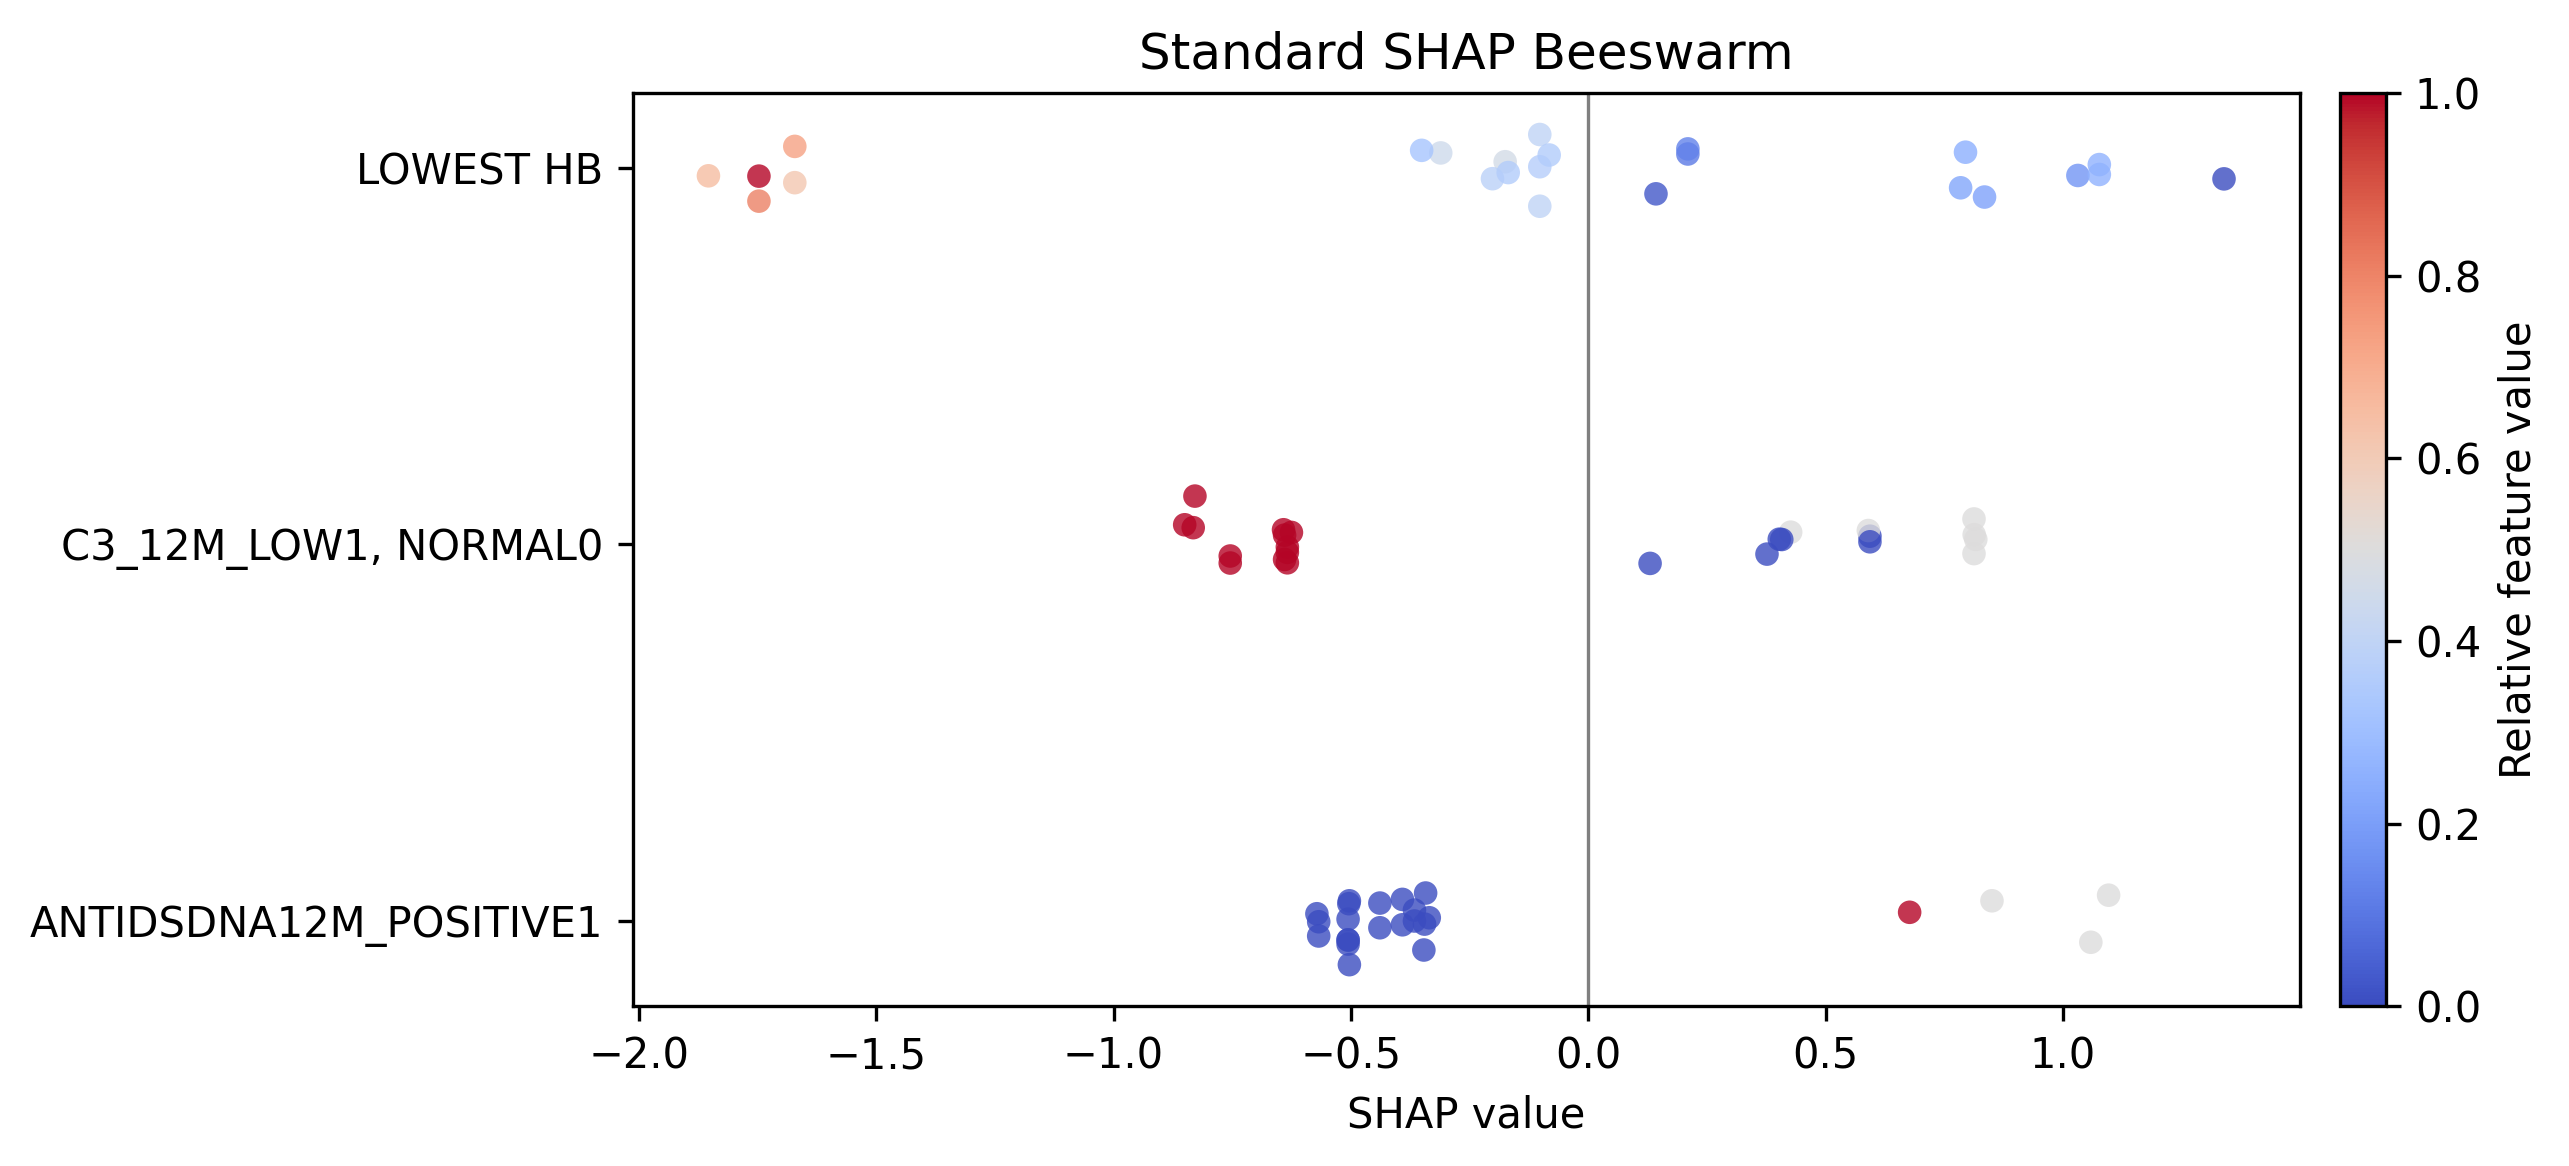 Standard SHAP Beeswarm
LOWEST HB
C3_12M_LOW1, NORMAL0
ANTIDSDNA12M_POSITIVE1
−2.0
−1.5
−1.0
−0.5
0.0
0.5
1.0
SHAP value
1.0
0.8
0.6
0.4
0.2
0.0
Relative feature value